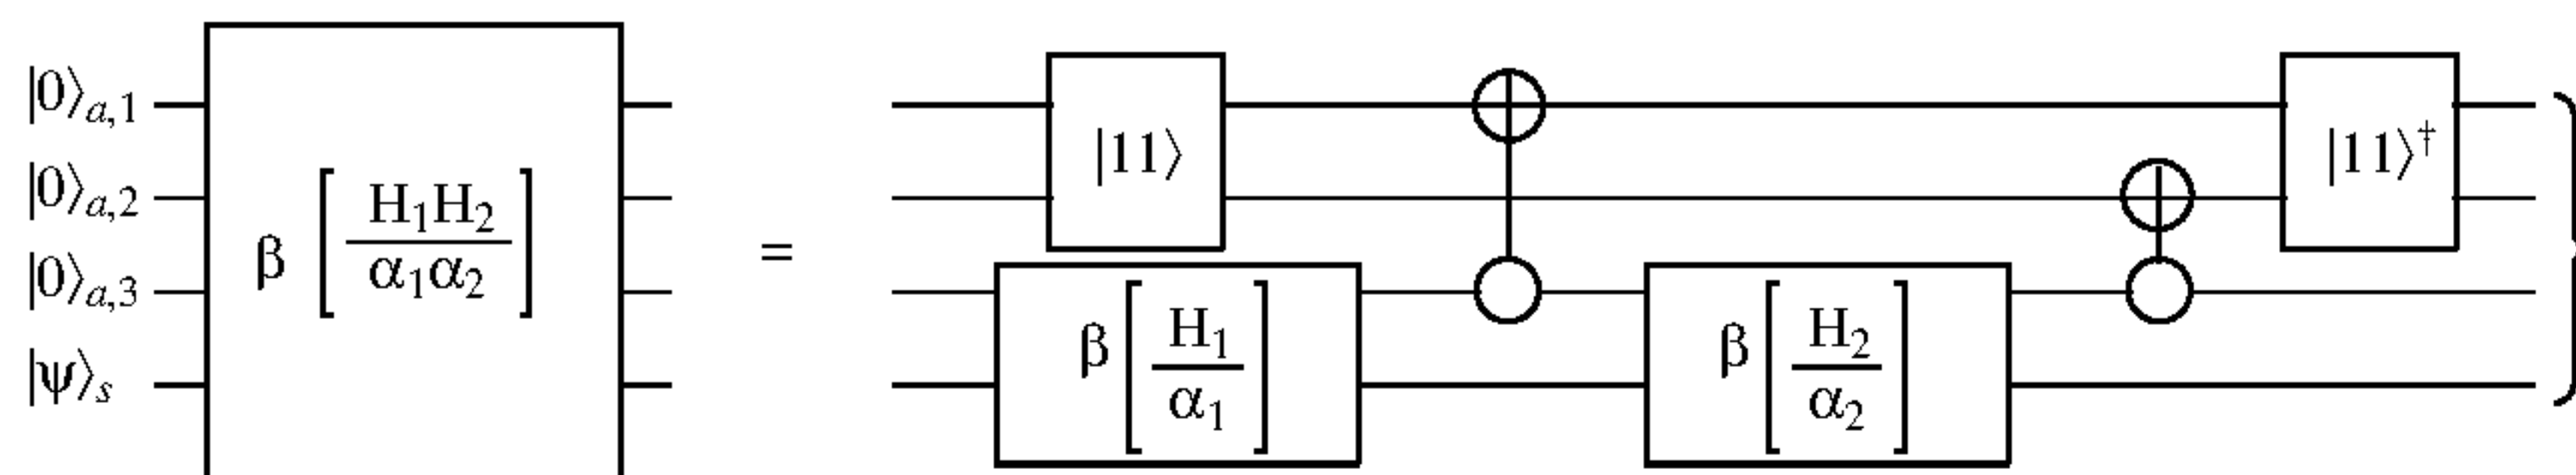 |0⟩a,1
|0⟩a,2
|0⟩a,3
|ψ⟩s
β [ H1H2 / α1α2 ]
=
|11⟩
β [ H1 / α1 ]
β [ H2 / α2 ]
|11⟩†